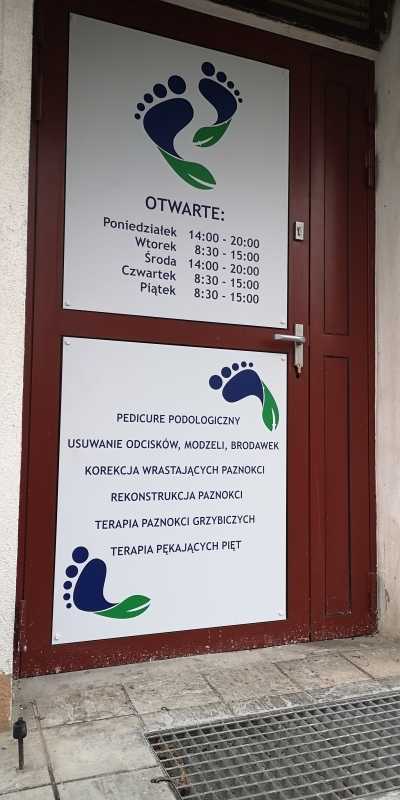 OTWARTE:
Poniedziałek 14:00 - 20:00
Wtorek 8:30 - 15:00
Środa 14:00 - 20:00
Czwartek 8:30 - 15:00
Piątek 8:30 - 15:00
PEDICURE PODOLOGICZNY
USUWANIE ODCISKÓW, MODZELI, BRODAWEK
KOREKCJA WRASTAJĄCYCH PAZNOKCI
REKONSTRUKCJA PAZNOKCI
TERAPIA PAZNOKCI GRZYBICZYCH
TERAPIA PĘKAJĄCYCH PIĘT